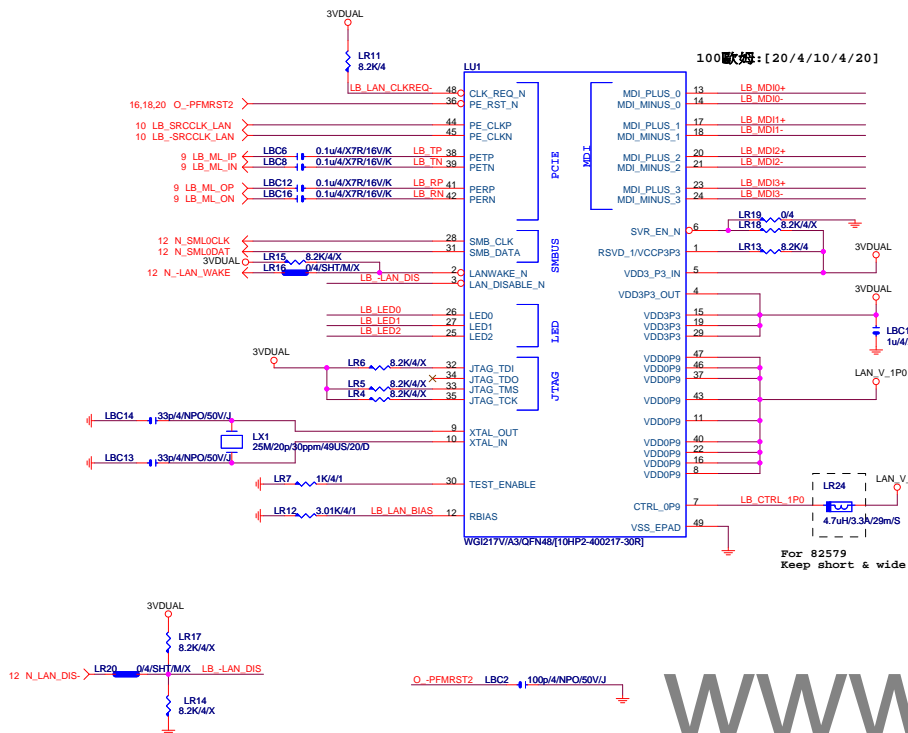 3VDUAL
LR11
8.2K/4
100歐姆:[20/4/10/4/20]
LU1
LB_LAN_CLKREQ-
48
CLK_REQ_N
16,18,20 O_-PFMRST2
36
PE_RST_N
10 LB_SRCCLK_LAN
44
PE_CLKP
10 LB_-SRCCLK_LAN
45
PE_CLKN
9 LB_ML_IP
LBC6
0.1u/4/X7R/16V/K
LB_TP
38
PETP
9 LB_ML_IN
LBC8
0.1u/4/X7R/16V/K
LB_TN
39
PETN
9 LB_ML_OP
LBC12
0.1u/4/X7R/16V/K
LB_RP
41
PERP
9 LB_ML_ON
LBC16
0.1u/4/X7R/16V/K
LB_RN
42
PERN
PCIE
MDI
MDI_PLUS_0
13
LB_MDI0+
MDI_MINUS_0
14
LB_MDI0-
MDI_PLUS_1
17
LB_MDI1+
MDI_MINUS_1
18
LB_MDI1-
MDI_PLUS_2
20
LB_MDI2+
MDI_MINUS_2
21
LB_MDI2-
MDI_PLUS_3
23
LB_MDI3+
MDI_MINUS_3
24
LB_MDI3-
12 N_SML0CLK
28
SMB_CLK
12 N_SML0DAT
31
SMB_DATA
SMBUS
3VDUAL
LR15
8.2K/4/X
12 N_-LAN_WAKE
LR16
0/4/SHT/M/X
2
LANWAKE_N
LB_-LAN_DIS
3
LAN_DISABLE_N
SVR_EN_N
6
LR19
0/4
LR18
8.2K/4/X
RSVD_1/VCCP3P3
1
LR13
8.2K/4
3VDUAL
VDD3_P3_IN
5
VDD3P3_OUT
4
3VDUAL
VDD3P3
15
VDD3P3
19
VDD3P3
29
LBC1
1u/4/
LB_LED0
26
LED0
LB_LED1
27
LED1
LB_LED2
25
LED2
LED
3VDUAL
LR6
8.2K/4/X
32
JTAG_TDI
34
JTAG_TDO
LR5
8.2K/4/X
33
JTAG_TMS
LR4
8.2K/4/X
35
JTAG_TCK
JTAG
VDD0P9
47
VDD0P9
46
VDD0P9
37
VDD0P9
43
LAN_V_1P0
VDD0P9
11
VDD0P9
40
VDD0P9
22
VDD0P9
16
VDD0P9
8
LBC14
33p/4/NPO/50V/J
9
XTAL_OUT
LX1
25M/20p/30ppm/49US/20/D
10
XTAL_IN
LBC13
33p/4/NPO/50V/J
LR7
1K/4/1
30
TEST_ENABLE
LR12
3.01K/4/1
LB_LAN_BIAS
12
RBIAS
CTRL_0P9
7
LB_CTRL_1P0
LR24
4.7uH/3.3A/29m/S
LAN_V_
VSS_EPAD
49
WGI217V//A3/QFN48/[10HP2-400217-30R]
For 82579
Keep short & wide
3VDUAL
LR17
8.2K/4/X
12 N_LAN_DIS-
LR20
0/4/SHT/M/X
LB_-LAN_DIS
LR14
8.2K/4/X
O_-PFMRST2
LBC2
100p/4/NPO/50V/J
WWW